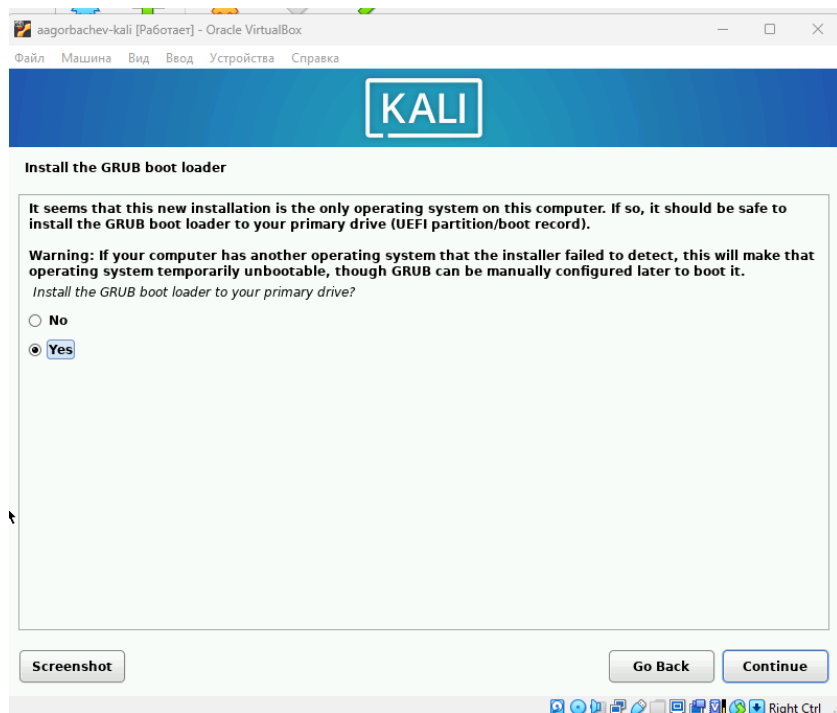 aagorbachev-kali [Работает] - Oracle VirtualBox
Файл Машина Вид Ввод Устройства Справка
KALI
Install the GRUB boot loader
It seems that this new installation is the only operating system on this computer. If so, it should be safe to
install the GRUB boot loader to your primary drive (UEFI partition/boot record).
Warning: If your computer has another operating system that the installer failed to detect, this will make that
operating system temporarily unbootable, though GRUB can be manually configured later to boot it.
Install the GRUB boot loader to your primary drive?
No
Yes
Screenshot Go Back Continue
Right Ctrl